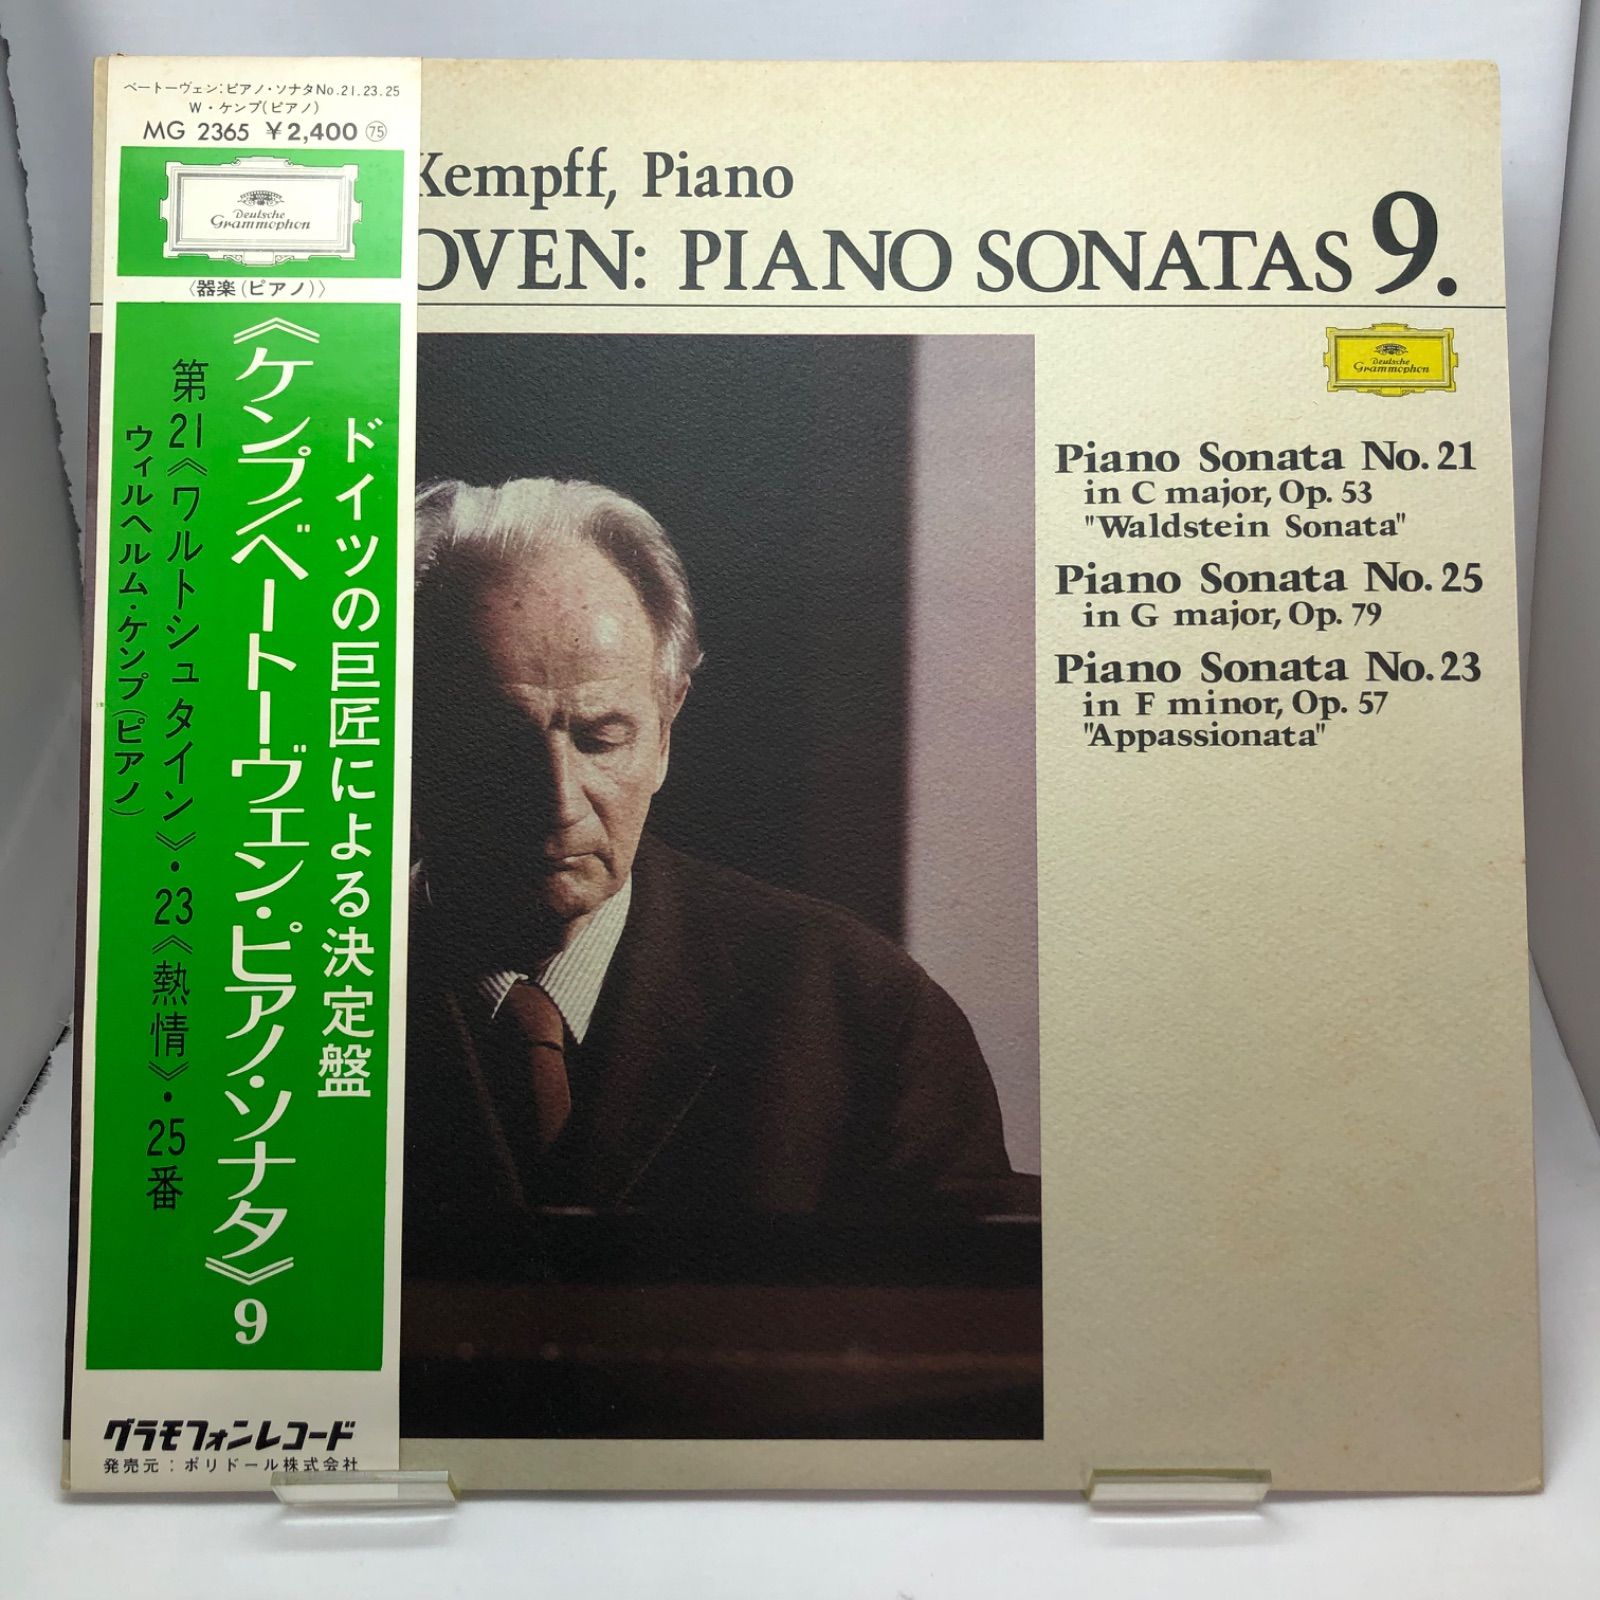 ベートーヴェン:ピアノ・ソナタNo.21.23.25
W・ケンプ(ピアノ)
MG 2365 ¥2,400 ㊆
Deutsche
Grammophon
〈器楽(ピアノ)〉
ドイツの巨匠による決定盤
《ケンプ/ベートーヴェン・ピアノ・ソナタ》9
第21《ワルトシュタイン》・23《熱情》・25番
ウィルヘルム・ケンプ(ピアノ)
グラモフォンレコード
発売元:ポリドール株式会社
Kempff, Piano
OVEN: PIANO SONATAS 9.
Deutsche
Grammophon
Piano Sonata No. 21
in C major, Op. 53
"Waldstein Sonata"
Piano Sonata No. 25
in G major, Op. 79
Piano Sonata No. 23
in F minor, Op. 57
"Appassionata"